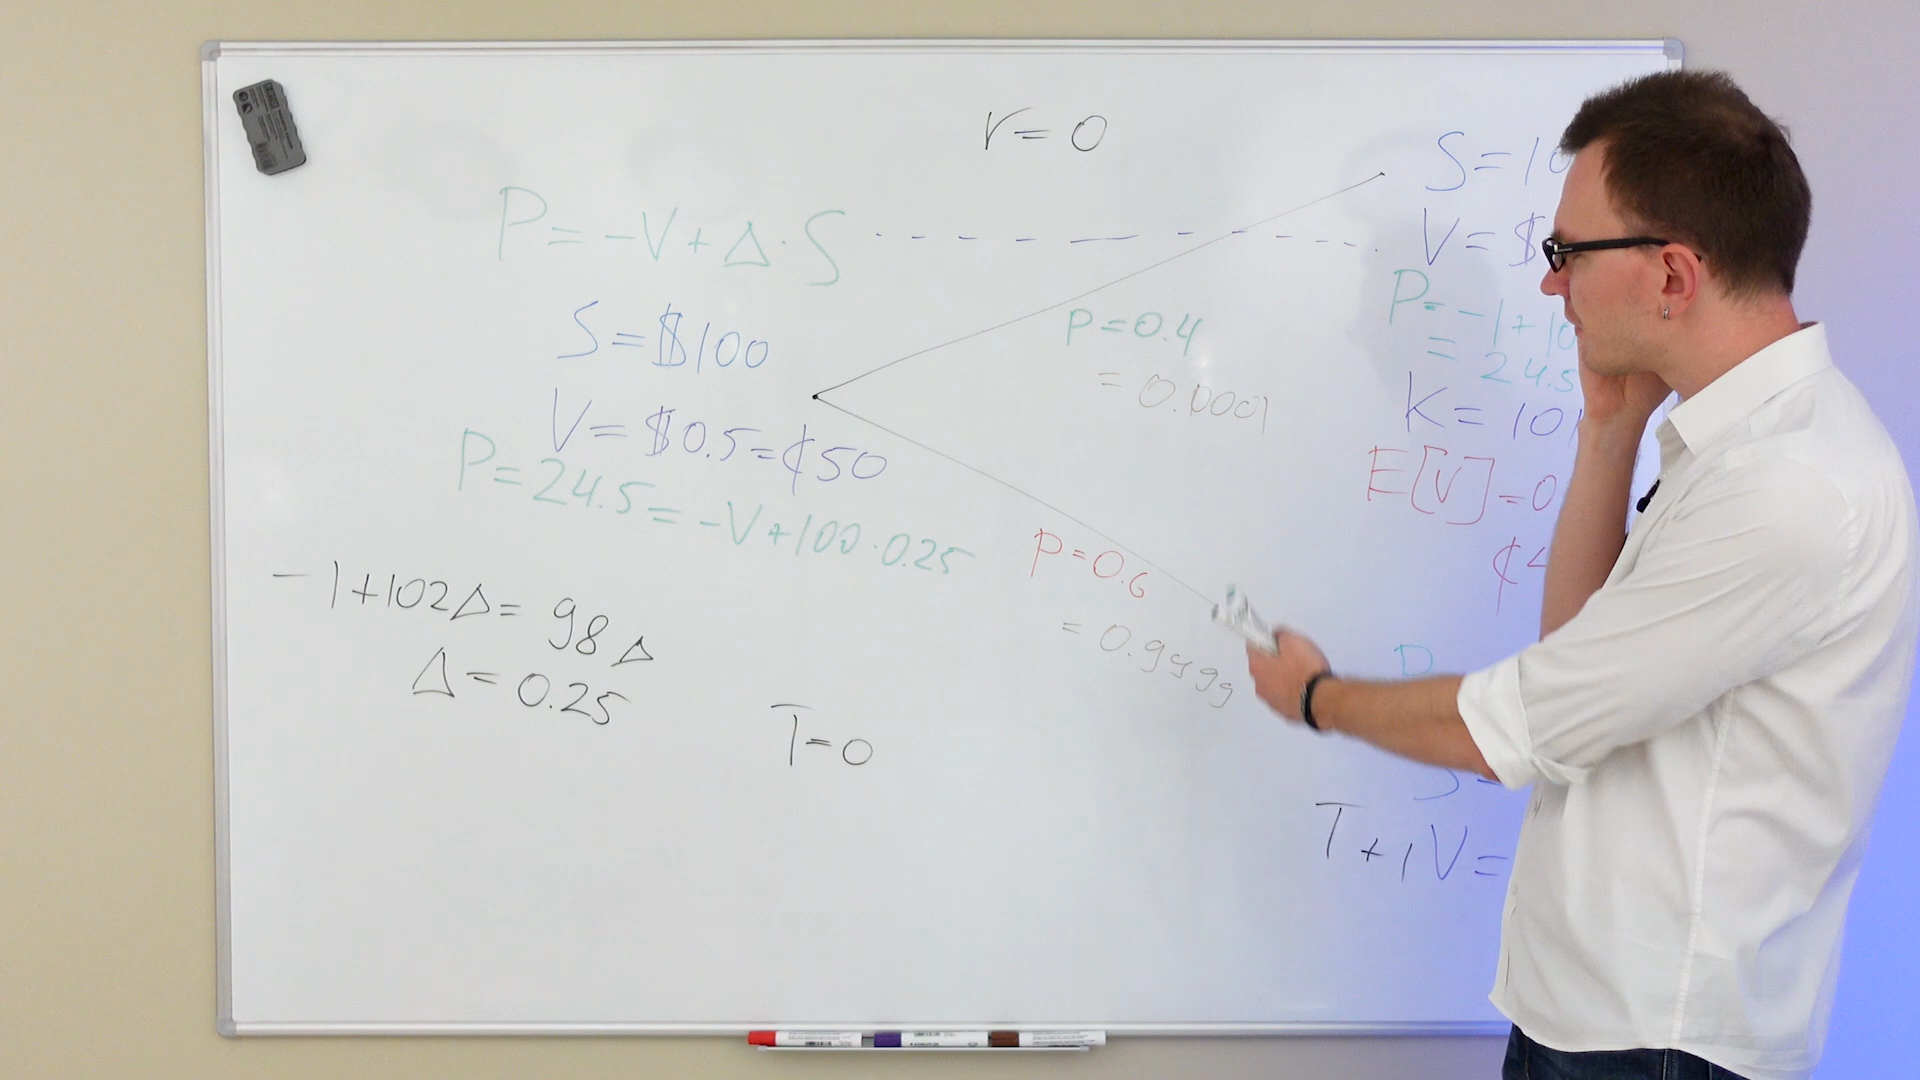 r=0
P=-V+Δ·S
S=$100
V=$0.5=¢50
P=24.5=-V+100·0.25
-1+102Δ=98Δ
Δ=0.25
T=0
P=0.4
=0.0001
P=0.6
=0.9999
S=10
V=$
P=-1+10
=24.5
K=101
E[V]=0
¢4
P
S=
T+1 V=